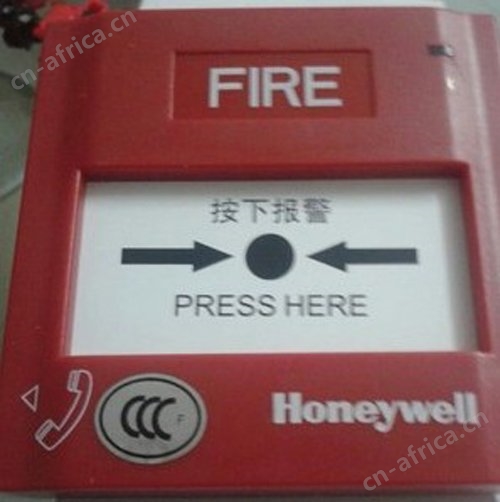 cn-africa.cn
FIRE
按下报警
PRESS HERE
CCC F
Honeywell
cn-africa.cn